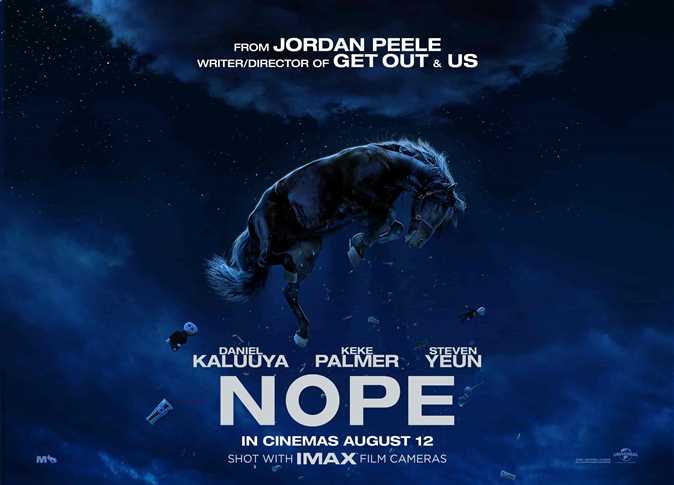 FROM JORDAN PEELE
WRITER/DIRECTOR OF GET OUT & US
DANIEL KALUUYA KEKE PALMER STEVEN YEUN
NOPE
IN CINEMAS AUGUST 12
SHOT WITH IMAX FILM CAMERAS
UNIVERSAL